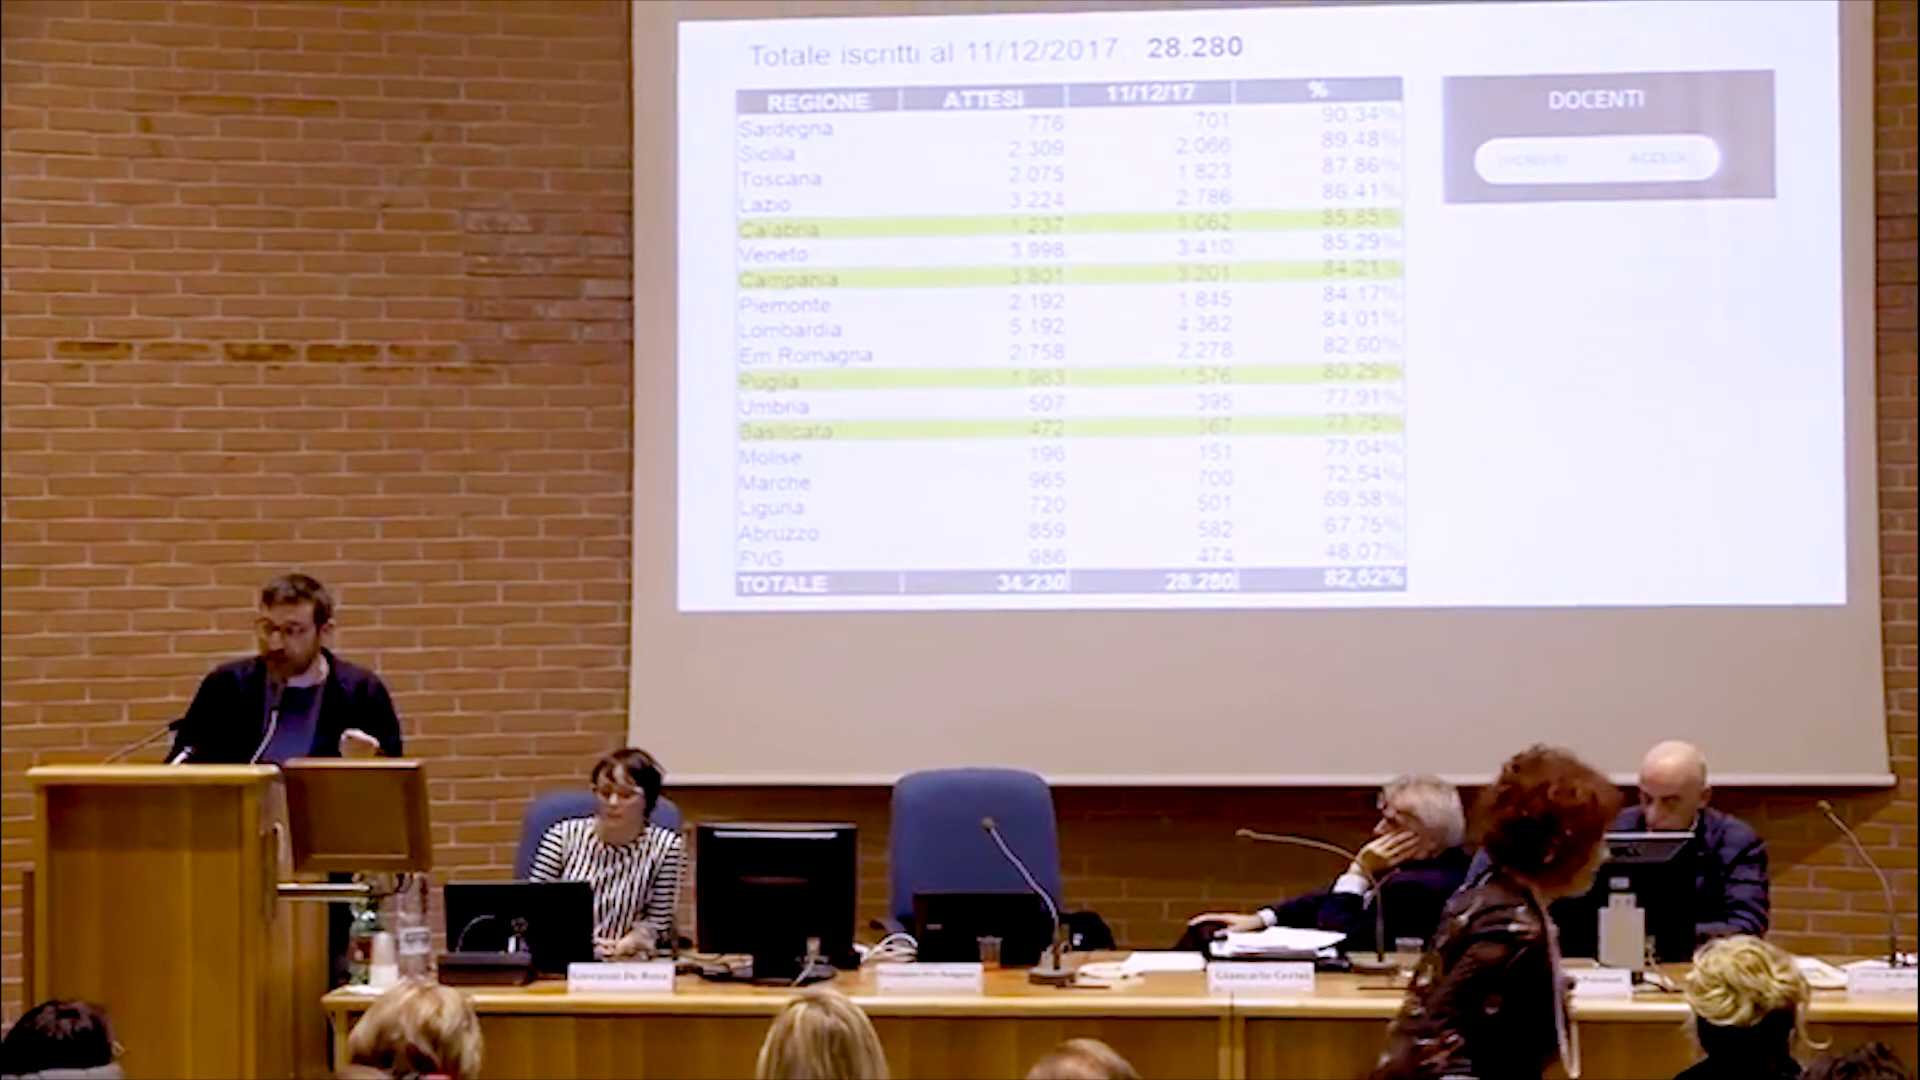 Totale iscritti al 11/12/2017: 28.280
REGIONE ATTESI 11/12/17 %
Sardegna 776 701 90,34%
Sicilia 2.309 2.066 89,48%
Toscana 2.075 1.823 87,86%
Lazio 3.224 2.786 86,41%
Calabria 1.237 1.062 85,85%
Veneto 3.998 3.410 85,29%
Campania 3.801 3.201 84,21%
Piemonte 2.192 1.845 84,17%
Lombardia 5.192 4.362 84,01%
Em Romagna 2.758 2.278 82,60%
Puglia 1.963 1.576 80,29%
Umbria 507 395 77,91%
Basilicata 472 367 77,75%
Molise 196 151 77,04%
Marche 965 700 72,54%
Liguria 720 501 69,58%
Abruzzo 859 582 67,75%
FVG 986 474 48,07%
TOTALE 34.230 28.280 82,62%
DOCENTI
ISCRIVITI ACCEDI
Giancarlo Cerini